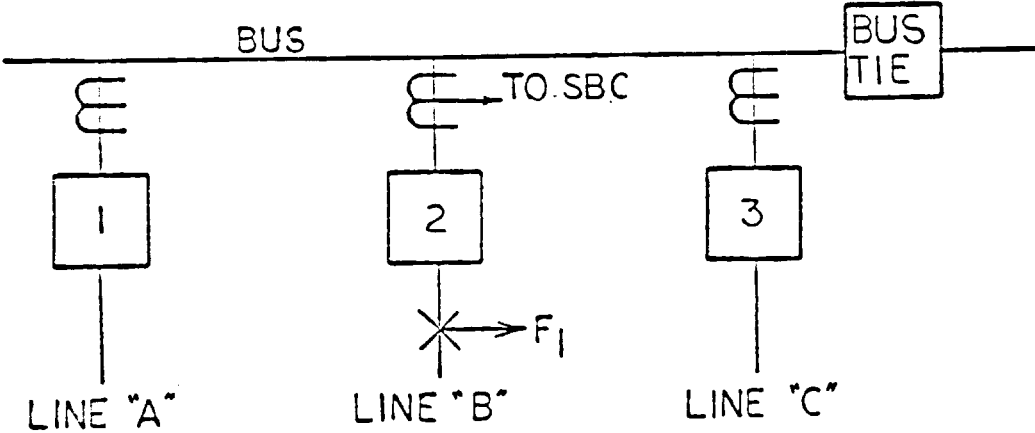 BUS
BUS
TIE
TO SBC
1
2
3
F1
LINE "A"
LINE "B"
LINE "C"